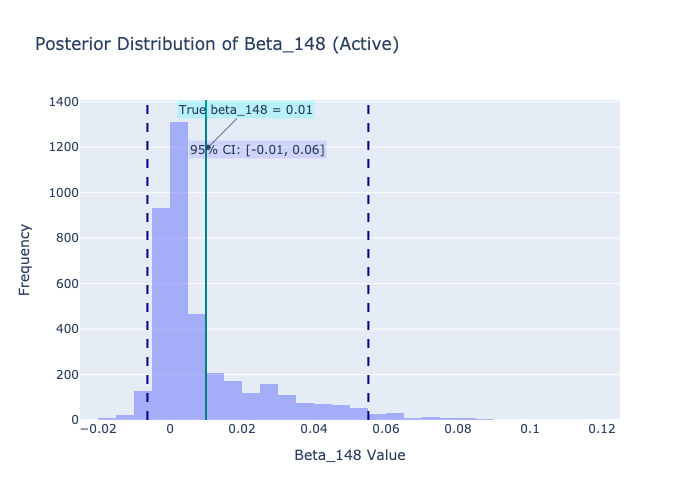 Posterior Distribution of Beta_148 (Active)
1400
True beta_148 = 0.01
1200
95% CI: [-0.01, 0.06]
1000
800
Frequency
600
400
200
0
−0.02 0 0.02 0.04 0.06 0.08 0.1 0.12
Beta_148 Value